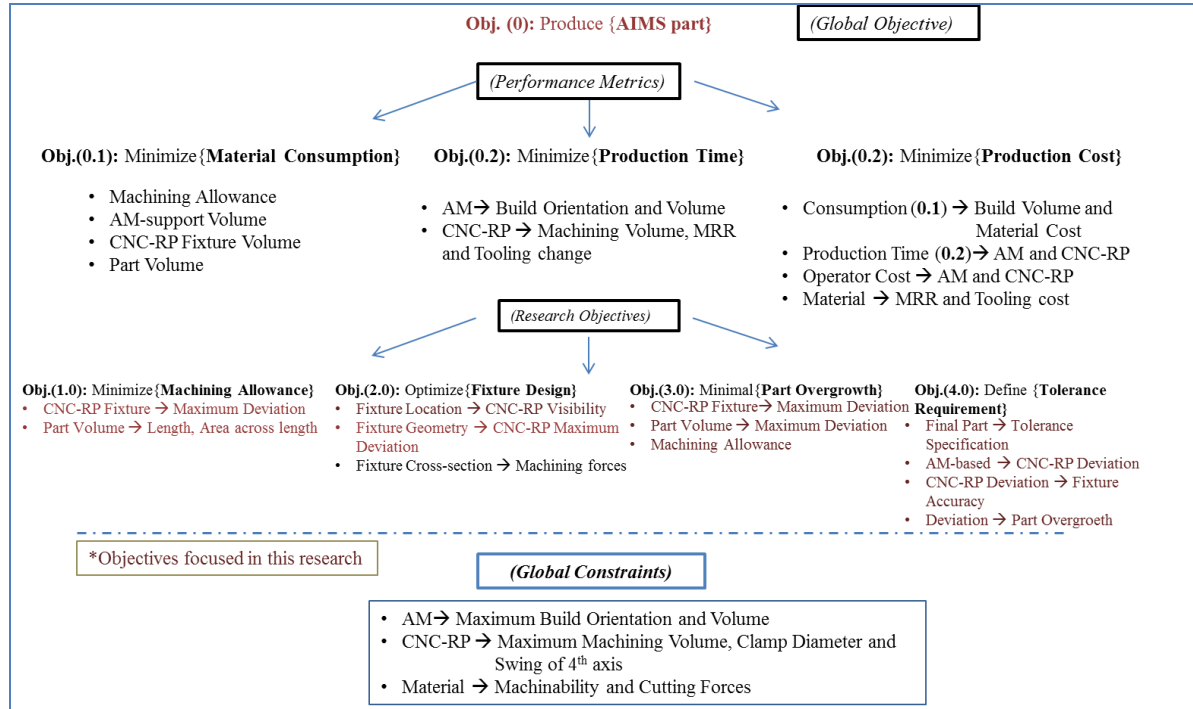 Obj. (0): Produce {AIMS part}
(Global Objective)
(Performance Metrics)
Obj.(0.1): Minimize{Material Consumption}
• Machining Allowance
• AM-support Volume
• CNC-RP Fixture Volume
• Part Volume
Obj.(0.2): Minimize{Production Time}
• AM→ Build Orientation and Volume
• CNC-RP → Machining Volume, MRR
and Tooling change
Obj.(0.2): Minimize{Production Cost}
• Consumption (0.1) → Build Volume and
Material Cost
• Production Time (0.2)→ AM and CNC-RP
• Operator Cost → AM and CNC-RP
• Material → MRR and Tooling cost
(Research Objectives)
Obj.(1.0): Minimize{Machining Allowance}
• CNC-RP Fixture → Maximum Deviation
• Part Volume → Length, Area across length
Obj.(2.0): Optimize{Fixture Design}
• Fixture Location → CNC-RP Visibility
• Fixture Geometry → CNC-RP Maximum
Deviation
• Fixture Cross-section → Machining forces
Obj.(3.0): Minimal{Part Overgrowth}
• CNC-RP Fixture→ Maximum Deviation
• Part Volume → Maximum Deviation
• Machining Allowance
Obj.(4.0): Define {Tolerance
Requirement}
• Final Part → Tolerance
Specification
• AM-based → CNC-RP Deviation
• CNC-RP Deviation → Fixture
Accuracy
• Deviation → Part Overgroeth
*Objectives focused in this research
(Global Constraints)
• AM→ Maximum Build Orientation and Volume
• CNC-RP → Maximum Machining Volume, Clamp Diameter and
Swing of 4th axis
• Material → Machinability and Cutting Forces